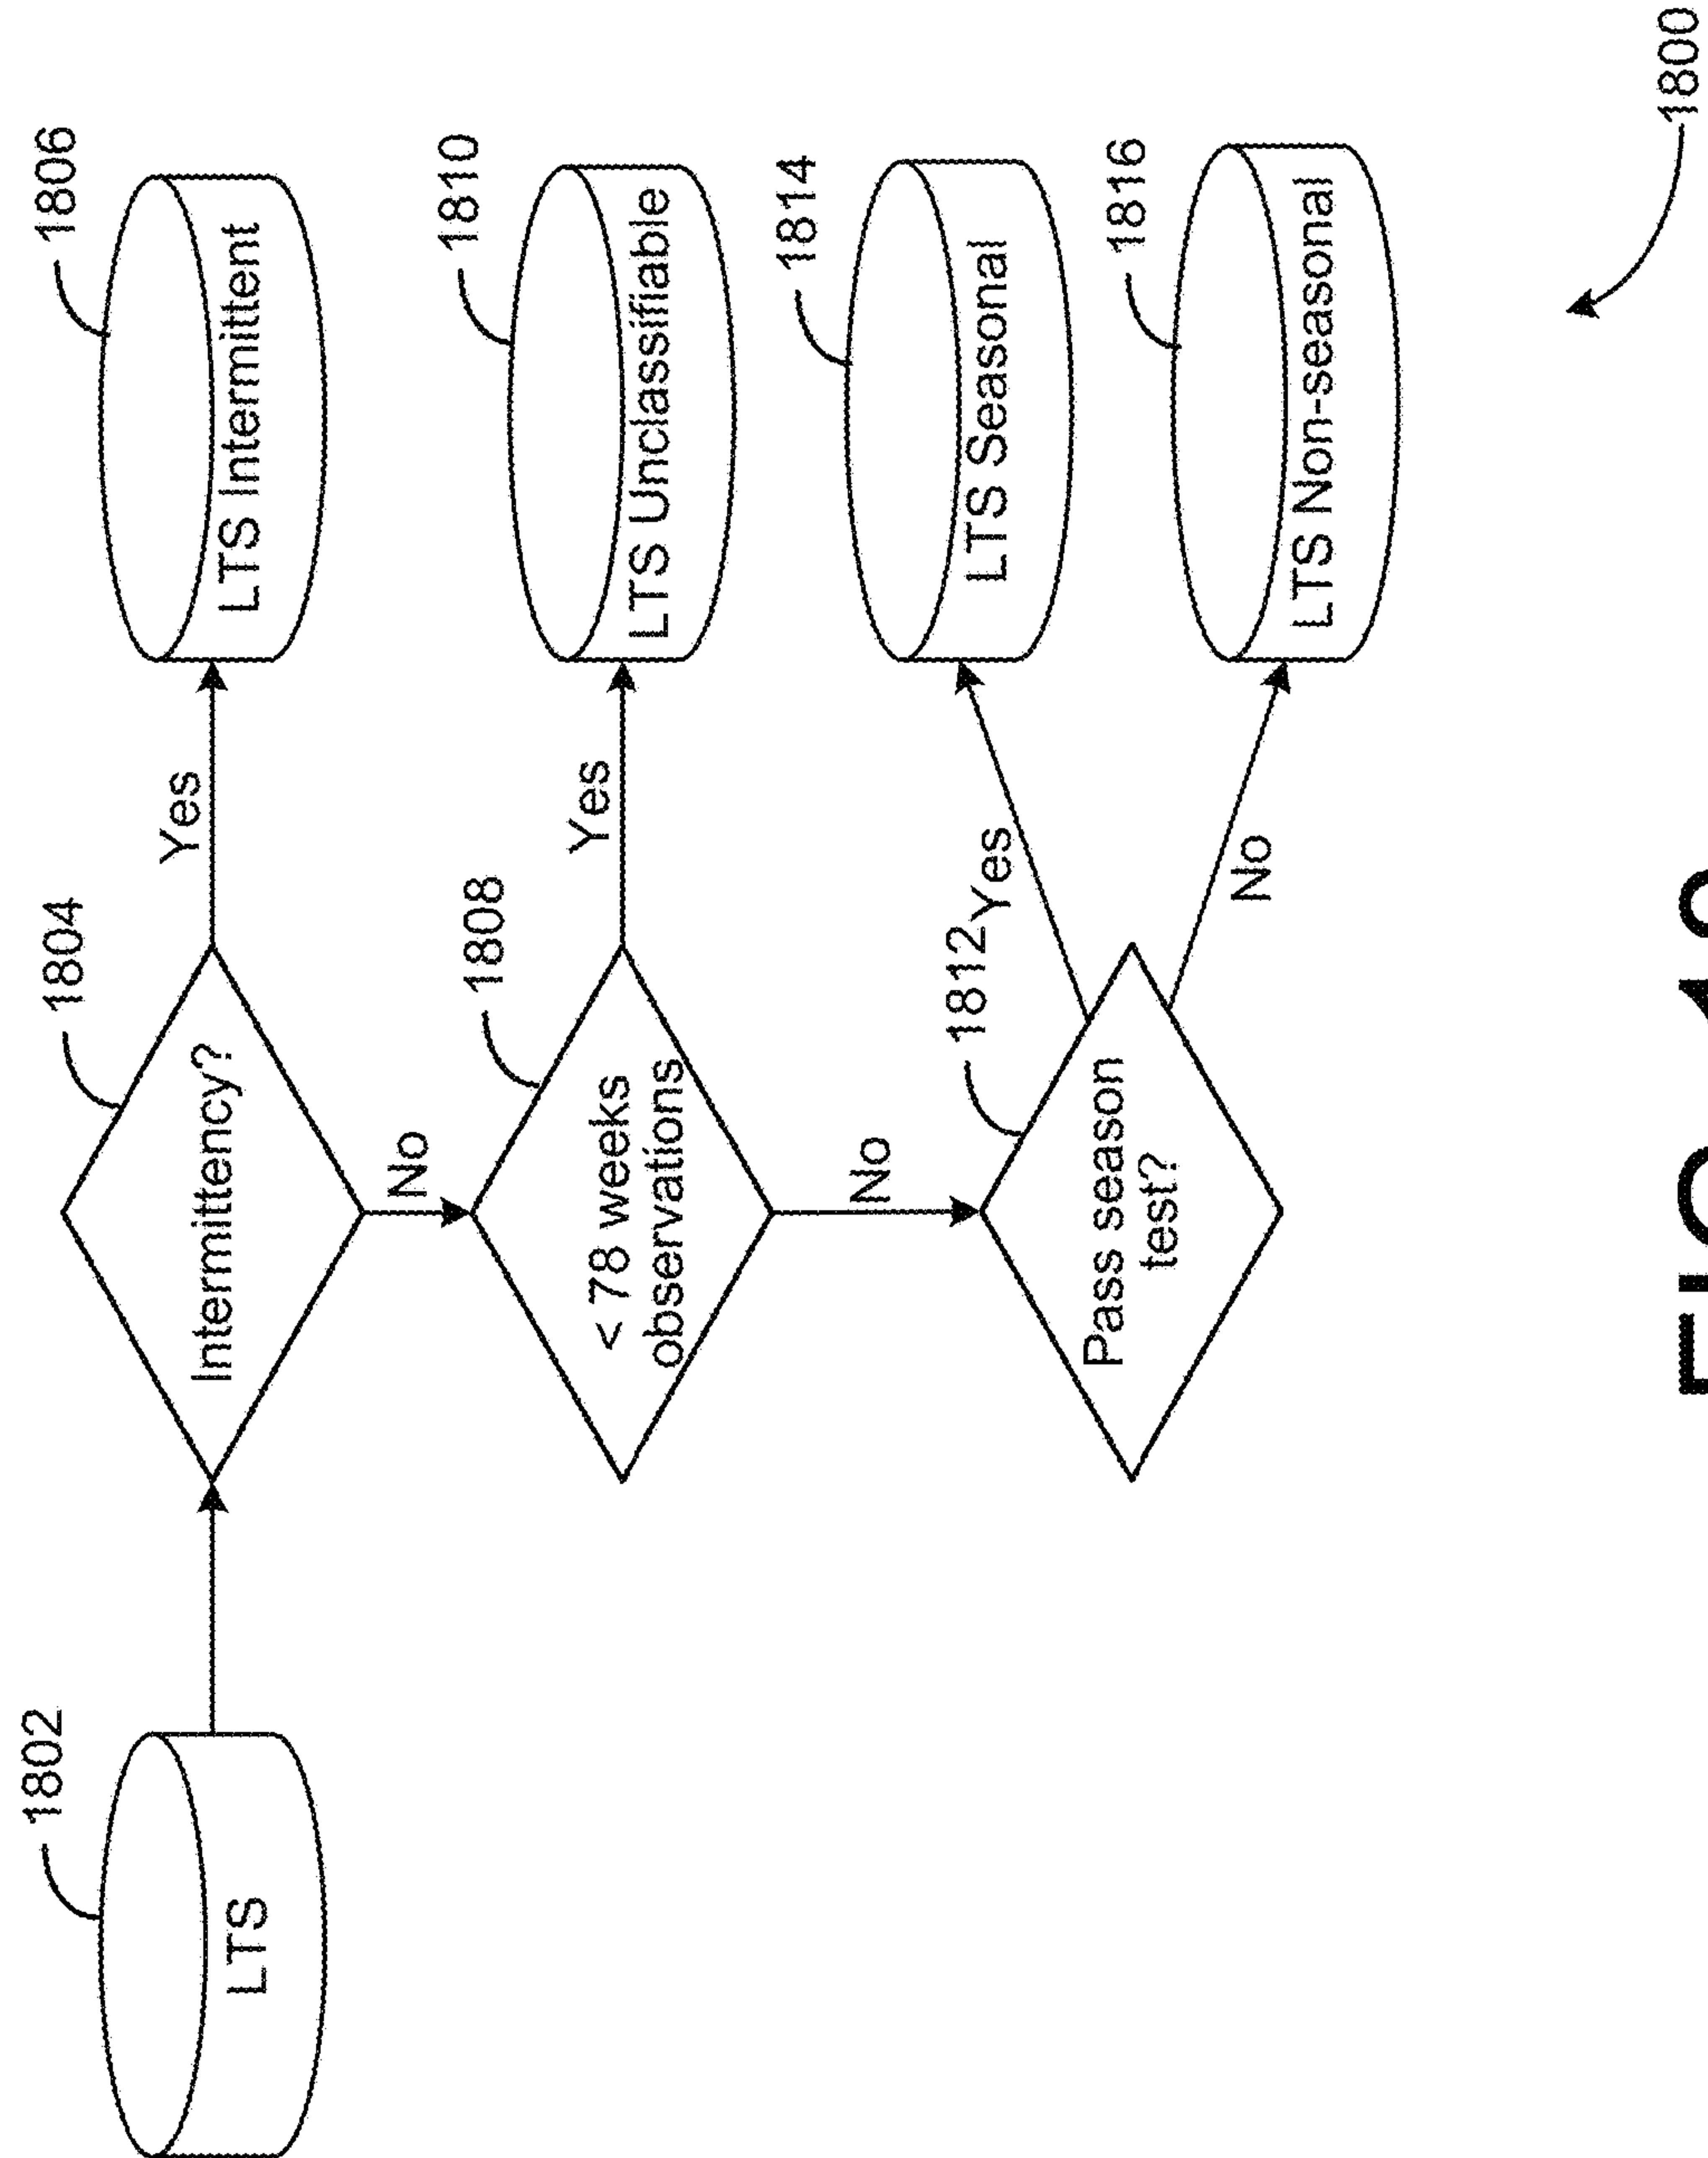 1802
LTS
1804
Intermittency?
Yes
1806
LTS Intermittent
No
1808
< 78 weeks
observations
Yes
1810
LTS Unclassifiable
No
1812
Pass season
test?
Yes
1814
LTS Seasonal
No
1816
LTS Non-seasonal
1800